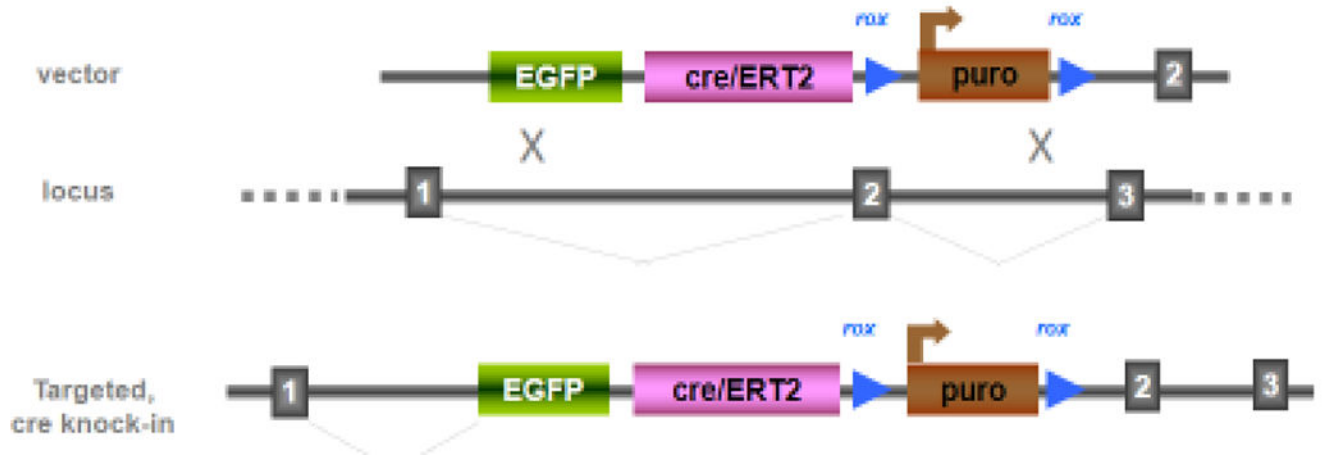 rox rox
vector EGFP cre/ERT2 puro 2
X X
locus 1 2 3
rox rox
Targeted, 1 EGFP cre/ERT2 puro 2 3
cre knock-in